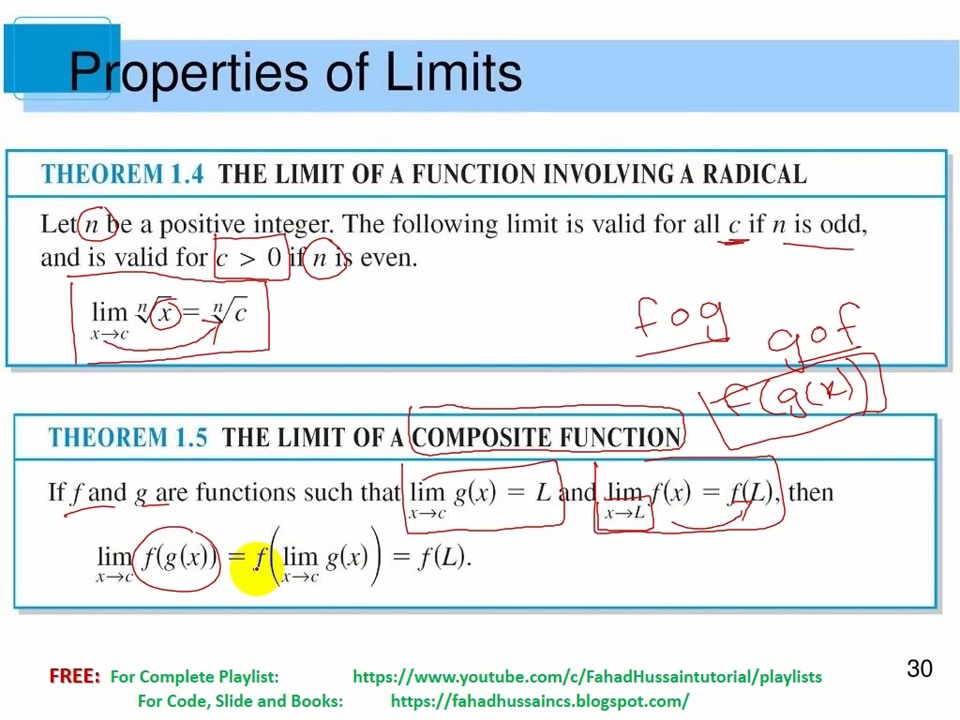 Properties of Limits
THEOREM 1.4 THE LIMIT OF A FUNCTION INVOLVING A RADICAL
Let n be a positive integer. The following limit is valid for all c if n is odd,
and is valid for c > 0 if n is even.
lim x→c ⁿ√x = ⁿ√c
fog
gof
f(g(x))
THEOREM 1.5 THE LIMIT OF A COMPOSITE FUNCTION
If f and g are functions such that lim x→c g(x) = L and lim x→L f(x) = f(L), then
lim x→c f(g(x)) = f(lim x→c g(x)) = f(L).
FREE: For Complete Playlist: https://www.youtube.com/c/FahadHussaintutorial/playlists
For Code, Slide and Books: https://fahadhussaincs.blogspot.com/
30